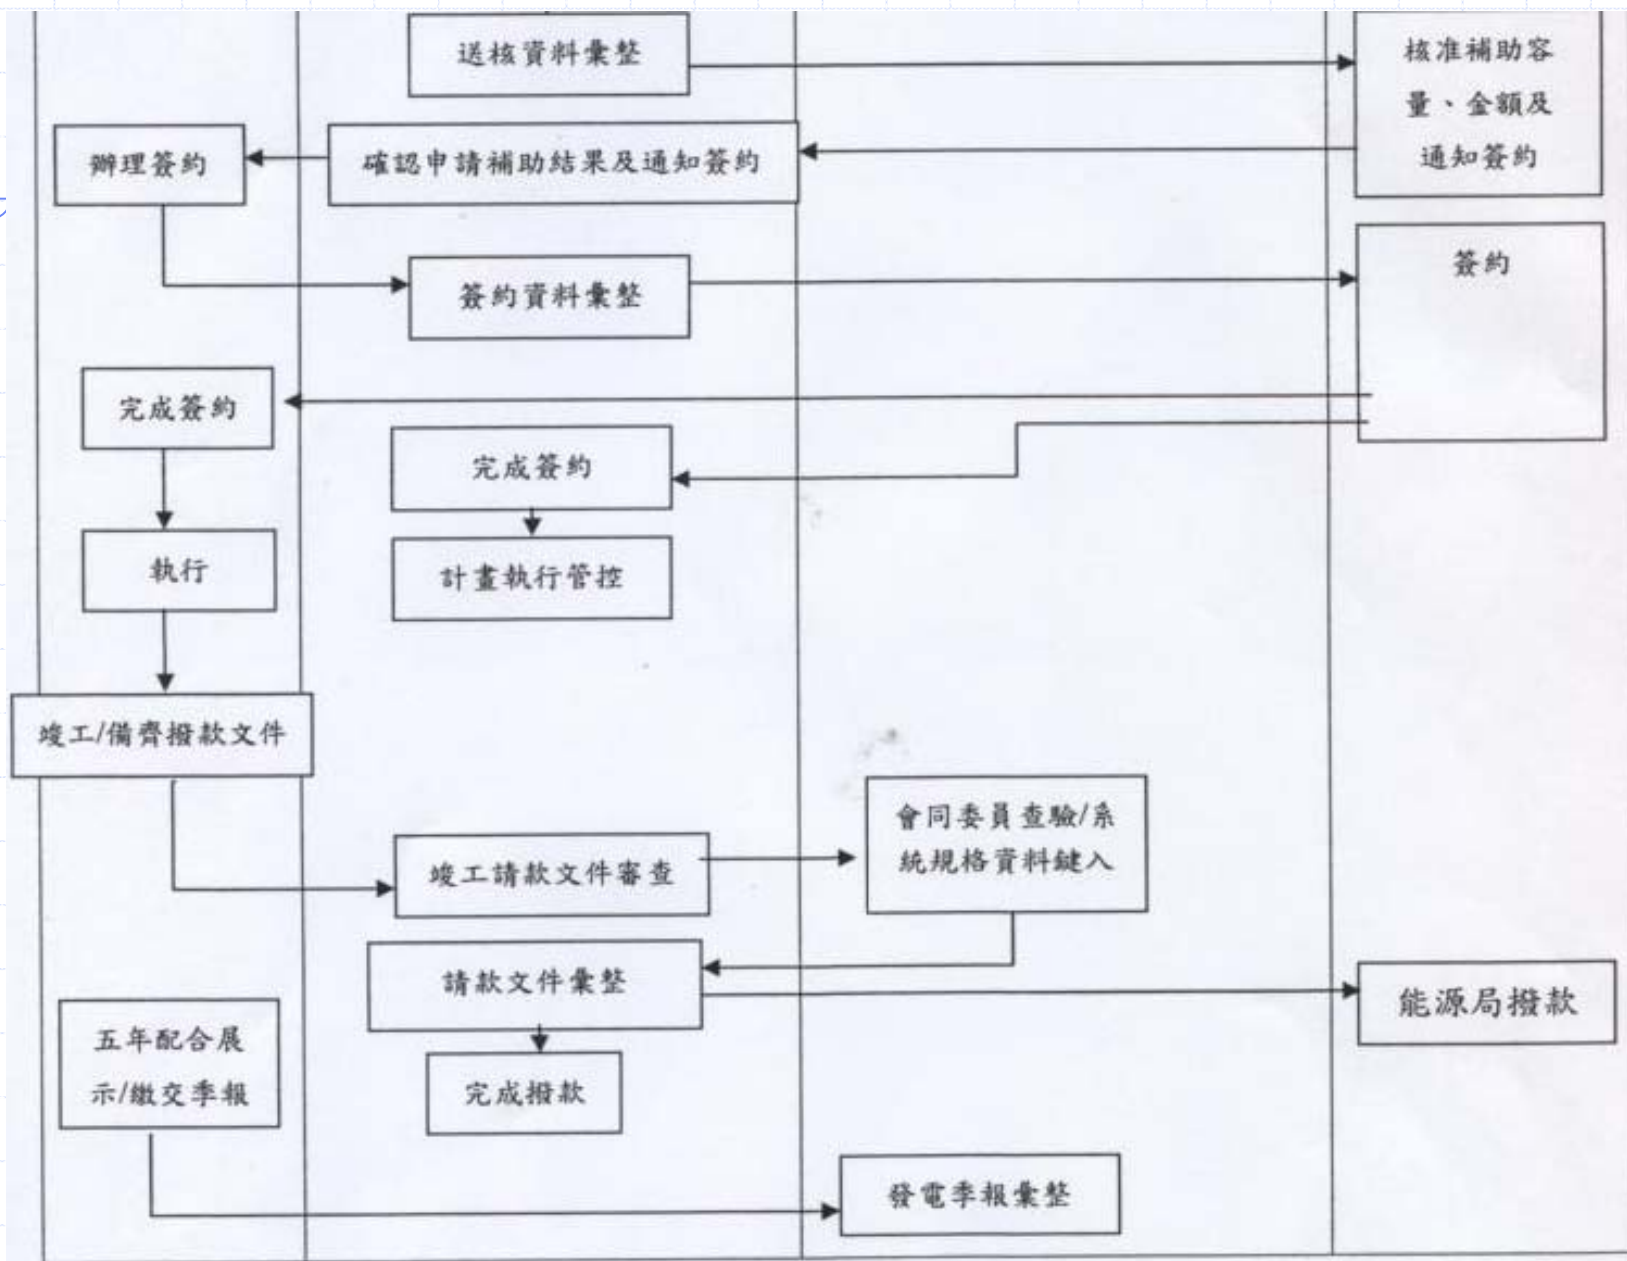 送核資料彙整
核准補助容
量、金額及
通知簽約
辦理簽約
確認申請補助結果及通知簽約
簽約資料彙整
簽約
完成簽約
完成簽約
執行
計畫執行管控
竣工/備齊撥款文件
會同委員查驗/系
統規格資料鍵入
竣工請款文件審查
請款文件彙整
能源局撥款
五年配合展
示/繳交季報
完成撥款
發電季報彙整